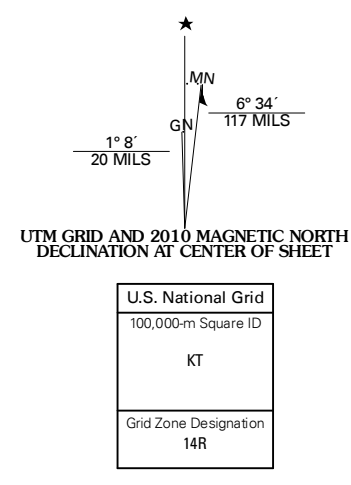 MN
GN
6° 34´
117 MILS
1° 8´
20 MILS
UTM GRID AND 2010 MAGNETIC NORTH
DECLINATION AT CENTER OF SHEET
U.S. National Grid
100,000-m Square ID
KT
Grid Zone Designation
14R